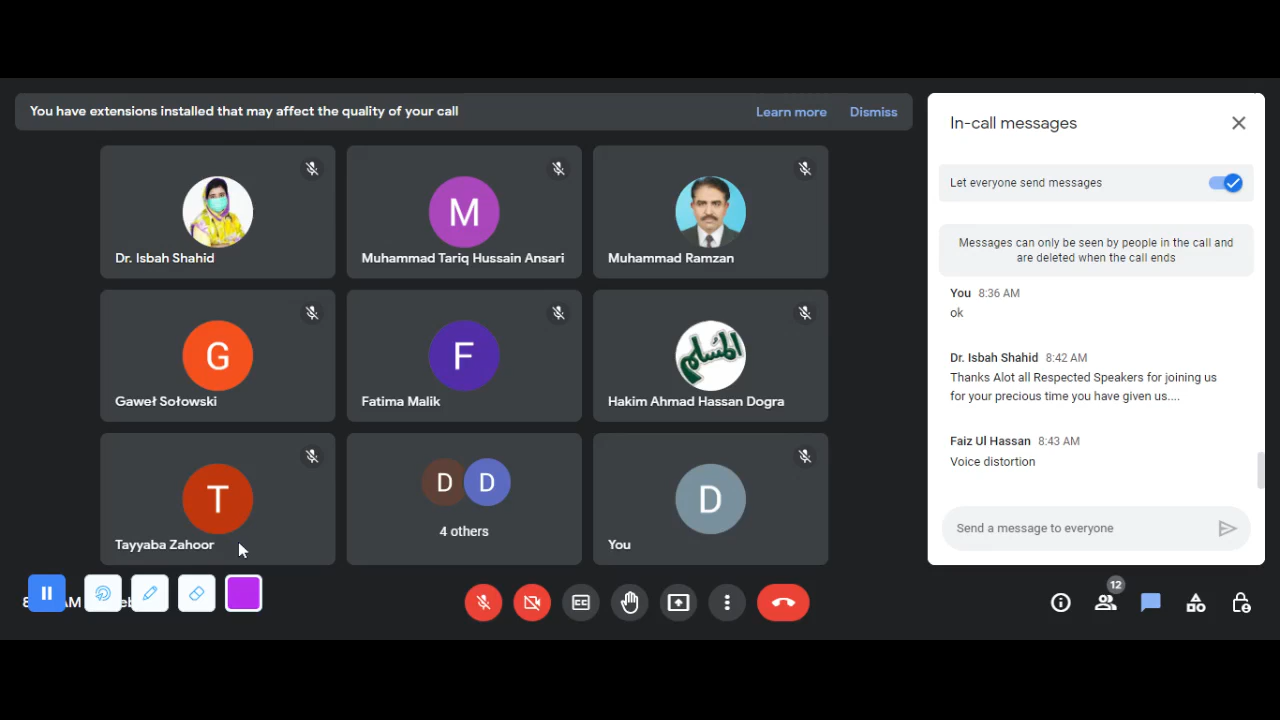 You have extensions installed that may affect the quality of your call
Learn more
Dismiss
Dr. Isbah Shahid
M
Muhammad Tariq Hussain Ansari
Muhammad Ramzan
G
Gaweł Sołowski
F
Fatima Malik
المسلم
Hakim Ahmad Hassan Dogra
T
Tayyaba Zahoor
D D
4 others
D
You
In-call messages
Let everyone send messages
Messages can only be seen by people in the call and
are deleted when the call ends
You 8:36 AM
ok
Dr. Isbah Shahid 8:42 AM
Thanks Alot all Respected Speakers for joining us
for your precious time you have given us....
Faiz Ul Hassan 8:43 AM
Voice distortion
Send a message to everyone
12